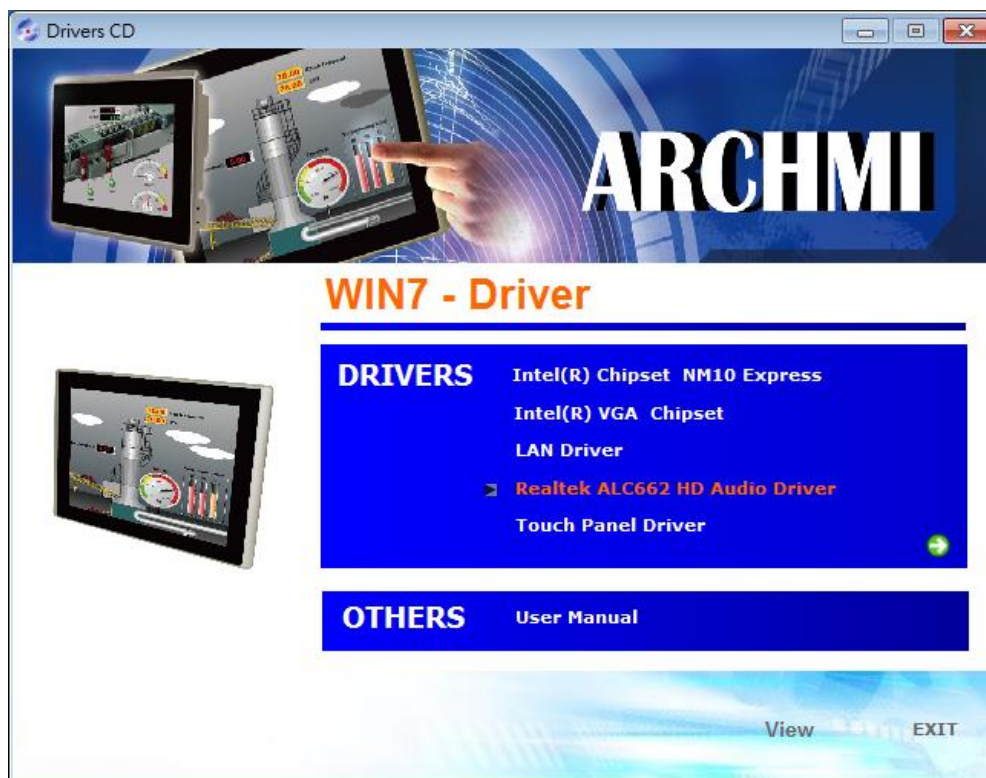 Drivers CD
ARCHMI
WIN7 - Driver
DRIVERS
Intel(R) Chipset NM10 Express
Intel(R) VGA Chipset
LAN Driver
Realtek ALC662 HD Audio Driver
Touch Panel Driver
OTHERS
User Manual
View
EXIT